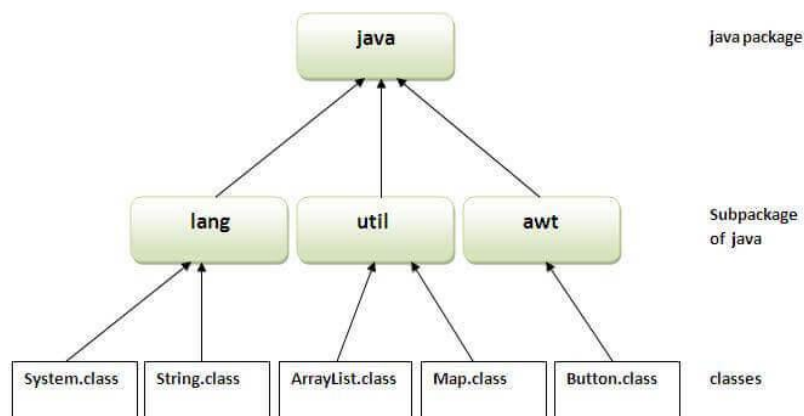 java
java package
lang
util
awt
Subpackage
of java
System.class
String.class
ArrayList.class
Map.class
Button.class
classes